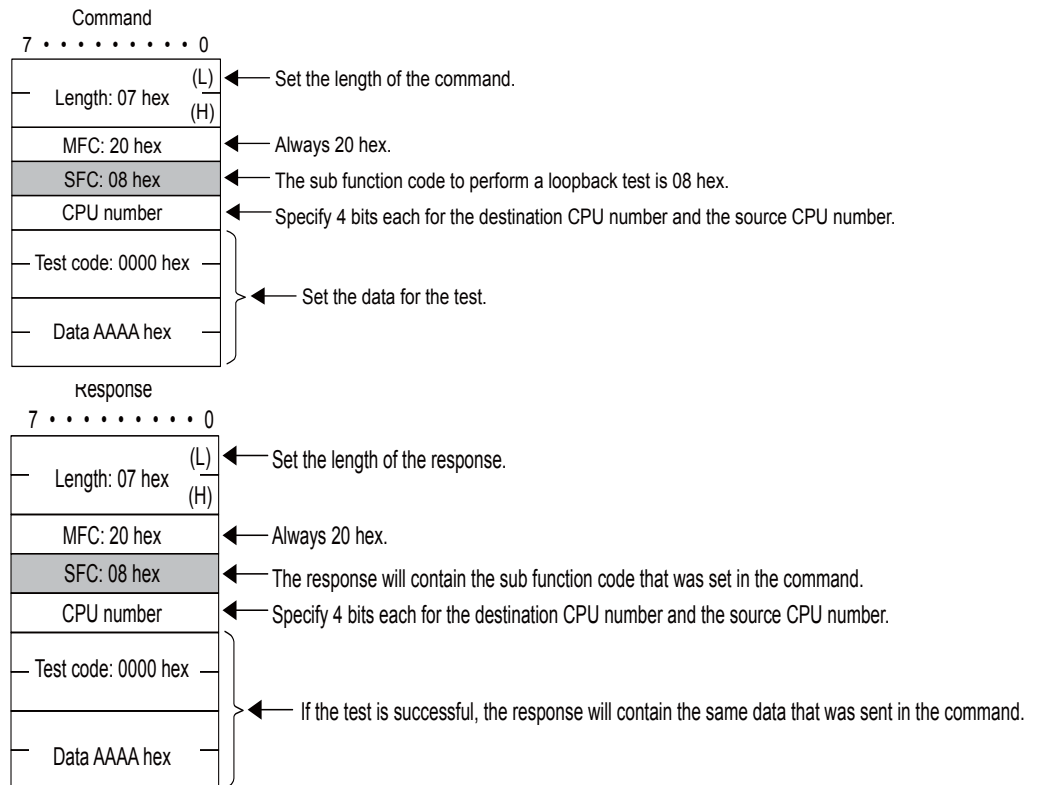 Command
7 • • • • • • • • • 0
Length: 07 hex (L) Set the length of the command.
(H)
MFC: 20 hex Always 20 hex.
SFC: 08 hex The sub function code to perform a loopback test is 08 hex.
CPU number Specify 4 bits each for the destination CPU number and the source CPU number.
Test code: 0000 hex
Set the data for the test.
Data AAAA hex
Response
7 • • • • • • • • • 0
Length: 07 hex (L) Set the length of the response.
(H)
MFC: 20 hex Always 20 hex.
SFC: 08 hex The response will contain the sub function code that was set in the command.
CPU number Specify 4 bits each for the destination CPU number and the source CPU number.
Test code: 0000 hex
If the test is successful, the response will contain the same data that was sent in the command.
Data AAAA hex